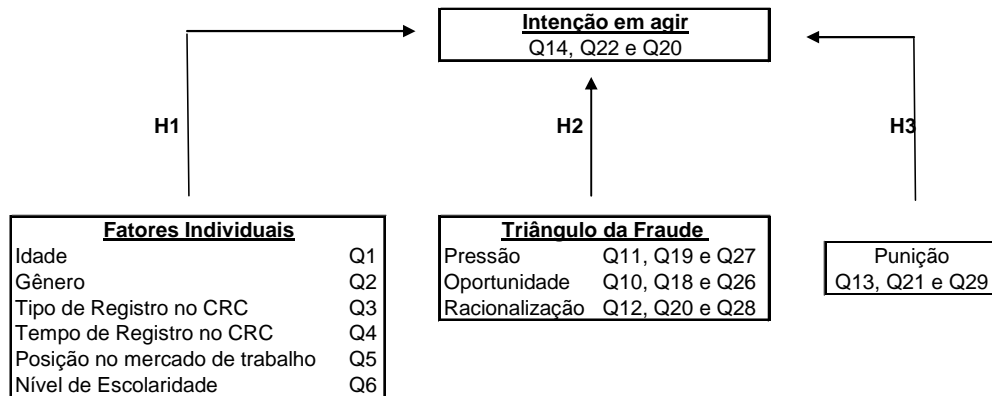 Intenção em agir
Q14, Q22 e Q20
H1
H2
H3
Fatores Individuais
Idade Q1
Gênero Q2
Tipo de Registro no CRC Q3
Tempo de Registro no CRC Q4
Posição no mercado de trabalho Q5
Nível de Escolaridade Q6
Triângulo da Fraude
Pressão Q11, Q19 e Q27
Oportunidade Q10, Q18 e Q26
Racionalização Q12, Q20 e Q28
Punição
Q13, Q21 e Q29